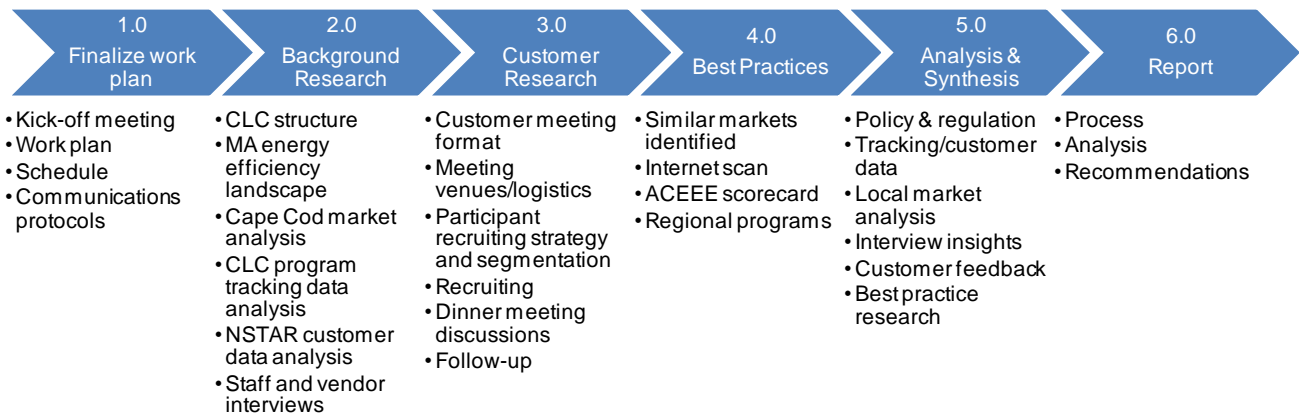 1.0
Finalize work
plan
2.0
Background
Research
3.0
Customer
Research
4.0
Best Practices
5.0
Analysis &
Synthesis
6.0
Report
• Kick-off meeting
• Work plan
• Schedule
• Communications
protocols
• CLC structure
• MA energy
efficiency
landscape
• Cape Cod market
analysis
• CLC program
tracking data
analysis
• NSTAR customer
data analysis
• Staff and vendor
interviews
• Customer meeting
format
• Meeting
venues/logistics
• Participant
recruiting strategy
and segmentation
• Recruiting
• Dinner meeting
discussions
• Follow-up
• Similar markets
identified
• Internet scan
• ACEEE scorecard
• Regional programs
• Policy & regulation
• Tracking/customer
data
• Local market
analysis
• Interview insights
• Customer feedback
• Best practice
research
• Process
• Analysis
• Recommendations